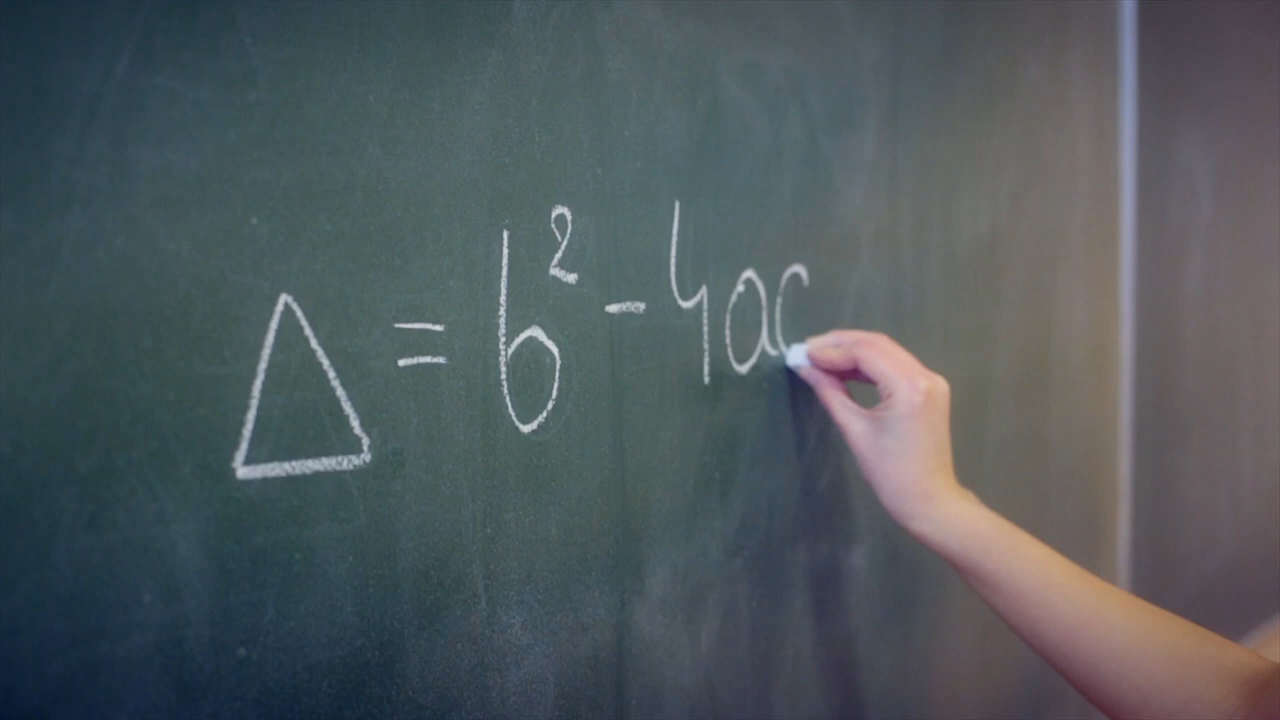 Δ = b² - 4ac